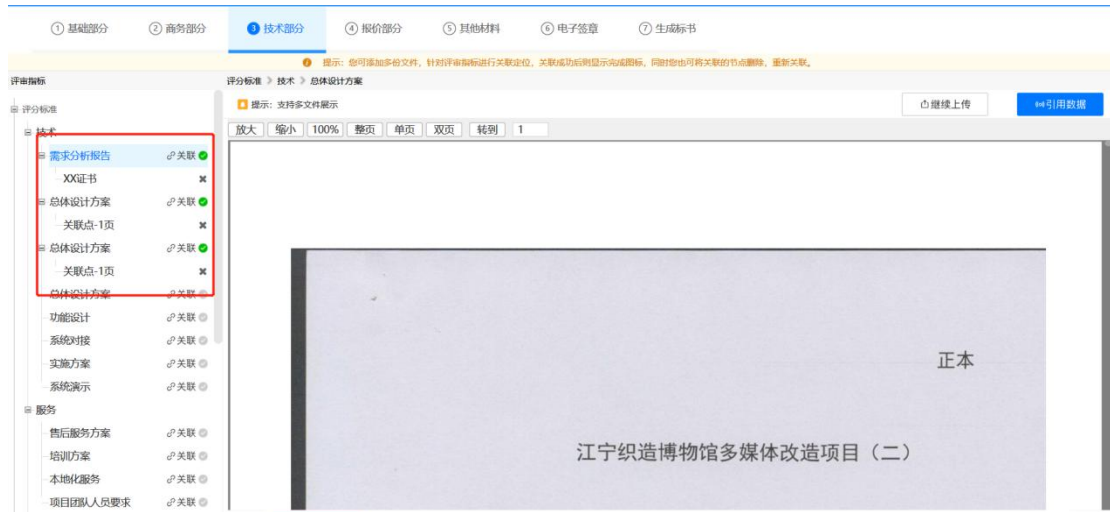 1 基础部分 2 商务部分 3 技术部分 4 报价部分 5 其他材料 6 电子签章 7 生成标书
提示：您可添加多份文件，针对评审指标进行关联定位，关联成功后则显示完成图标，同时您也可将关联的节点删除，重新关联。
评审指标
评分标准 》 技术 》 总体设计方案
评分标准
提示：支持多文件展示
继续上传
引用数据
技术
放大 缩小 100% 整页 单页 双页 转到 1
需求分析报告 关联
XX证书
总体设计方案 关联
关联点-1页
总体设计方案 关联
关联点-1页
总体设计方案 关联
功能设计 关联
系统对接 关联
实施方案 关联
系统演示 关联
服务
售后服务方案 关联
培训方案 关联
本地化服务 关联
项目团队人员要求 关联
正本
江宁织造博物馆多媒体改造项目（二）